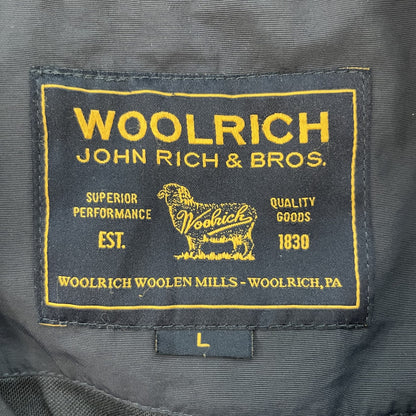 WOOLRICH
JOHN RICH & BROS.
SUPERIOR
PERFORMANCE
EST.
Woolrich
QUALITY
GOODS
1830
WOOLRICH WOOLEN MILLS - WOOLRICH, PA
L